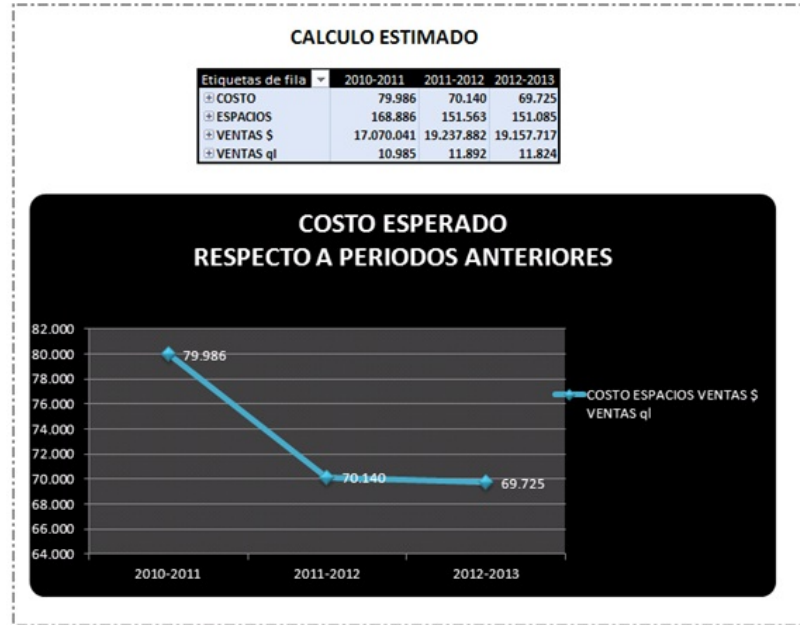 CALCULO ESTIMADO
Etiquetas de fila 2010-2011 2011-2012 2012-2013
COSTO 79.986 70.140 69.725
ESPACIOS 168.886 151.563 151.085
VENTAS $ 17.070.041 19.237.882 19.157.717
VENTAS ql 10.985 11.892 11.824
COSTO ESPERADO
RESPECTO A PERIODOS ANTERIORES
82.000
80.000
78.000
76.000
74.000
72.000
70.000
68.000
66.000
64.000
79.986
70.140
69.725
2010-2011 2011-2012 2012-2013
COSTO ESPACIOS VENTAS $
VENTAS ql